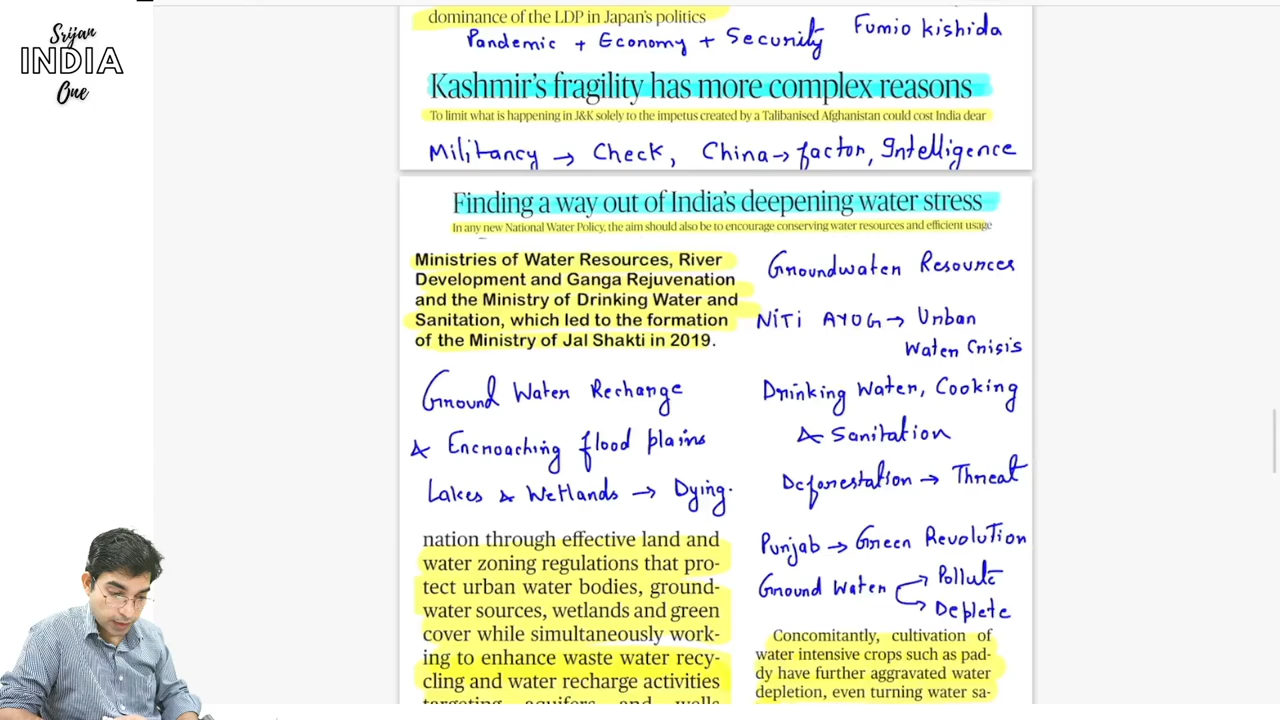 Srijan
INDIA
One
dominance of the LDP in Japan's politics
Pandemic + Economy + Security
Fumio Kishida
Kashmir's fragility has more complex reasons
To limit what is happening in J&K solely to the impetus created by a Talibanised Afghanistan could cost India dear
Militancy → Check, China → factor, Intelligence
Finding a way out of India's deepening water stress
In any new National Water Policy, the aim should also be to encourage conserving water resources and efficient usage
Ministries of Water Resources, River
Development and Ganga Rejuvenation
and the Ministry of Drinking Water and
Sanitation, which led to the formation
of the Ministry of Jal Shakti in 2019.
Ground Water Recharge
& Encroaching flood plains
Lakes & Wetlands → Dying.
nation through effective land and
water zoning regulations that pro-
tect urban water bodies, ground-
water sources, wetlands and green
cover while simultaneously work-
ing to enhance waste water recy-
cling and water recharge activities
targeting aquifers and wells
Groundwater Resources
NITI AYOG → Urban
Water Crisis
Drinking Water, Cooking
& Sanitation
Deforestation → Threat
Punjab → Green Revolution
Ground Water → Pollute
→ Deplete
Concomitantly, cultivation of
water intensive crops such as pad-
dy have further aggravated water
depletion, even turning water sa-